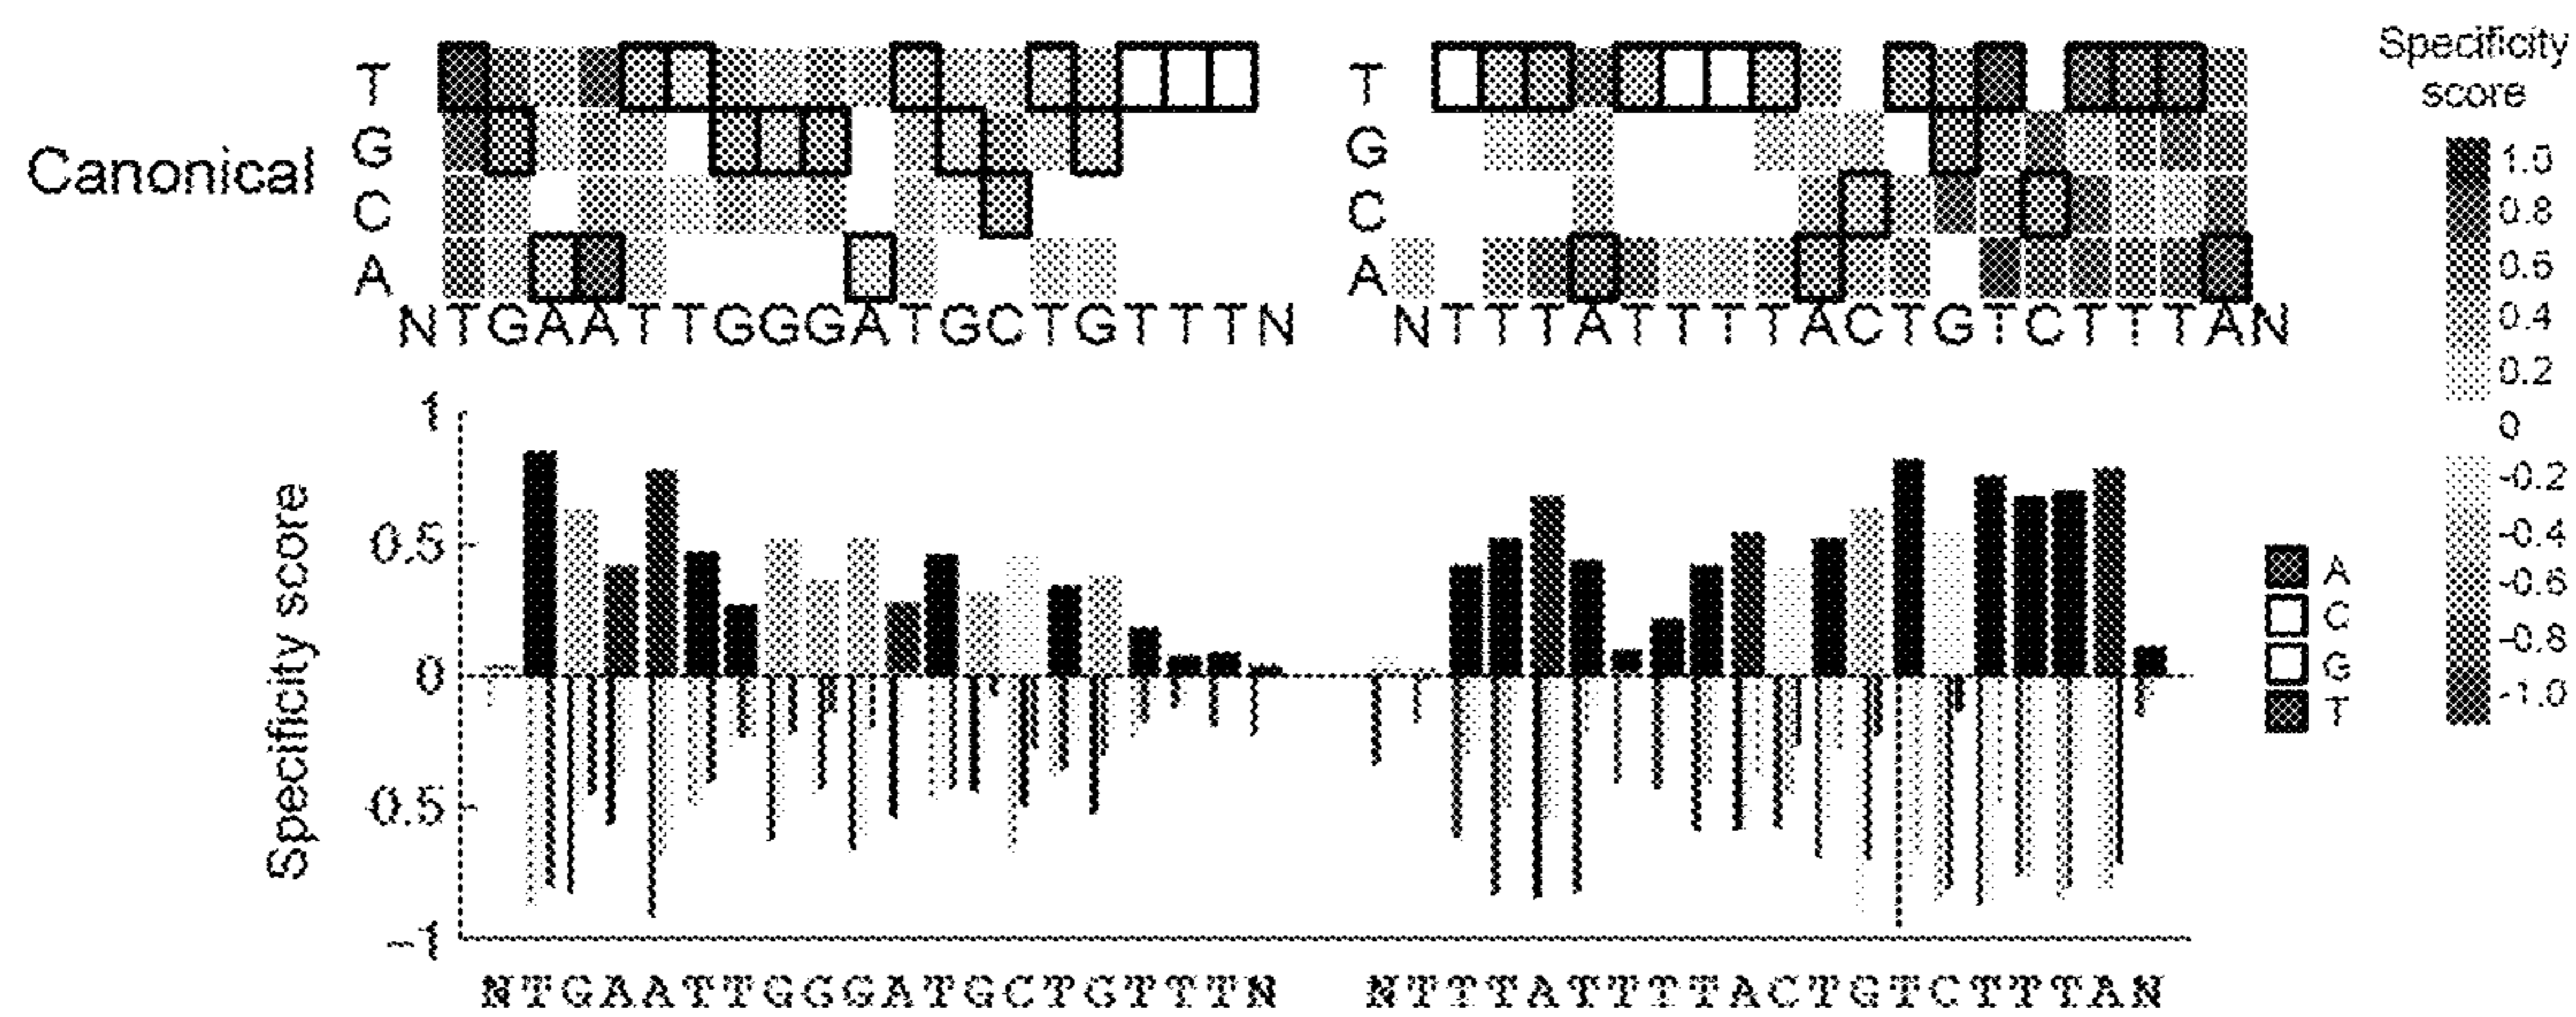 Specificity
score
Canonical
T
G
C
A
NTGAATTGGGATGCTGTTTN
T
G
C
A
NTTTATTTTACTGTCTTTAN
1.0
0.8
0.6
0.4
0.2
0
-0.2
-0.4
-0.6
-0.8
-1.0
Specificity score
1
0.5
0
-0.5
-1
A
C
G
T
NTGAATTGGGATGCTGTTTN
NTTTATTTTACTGTCTTTAN